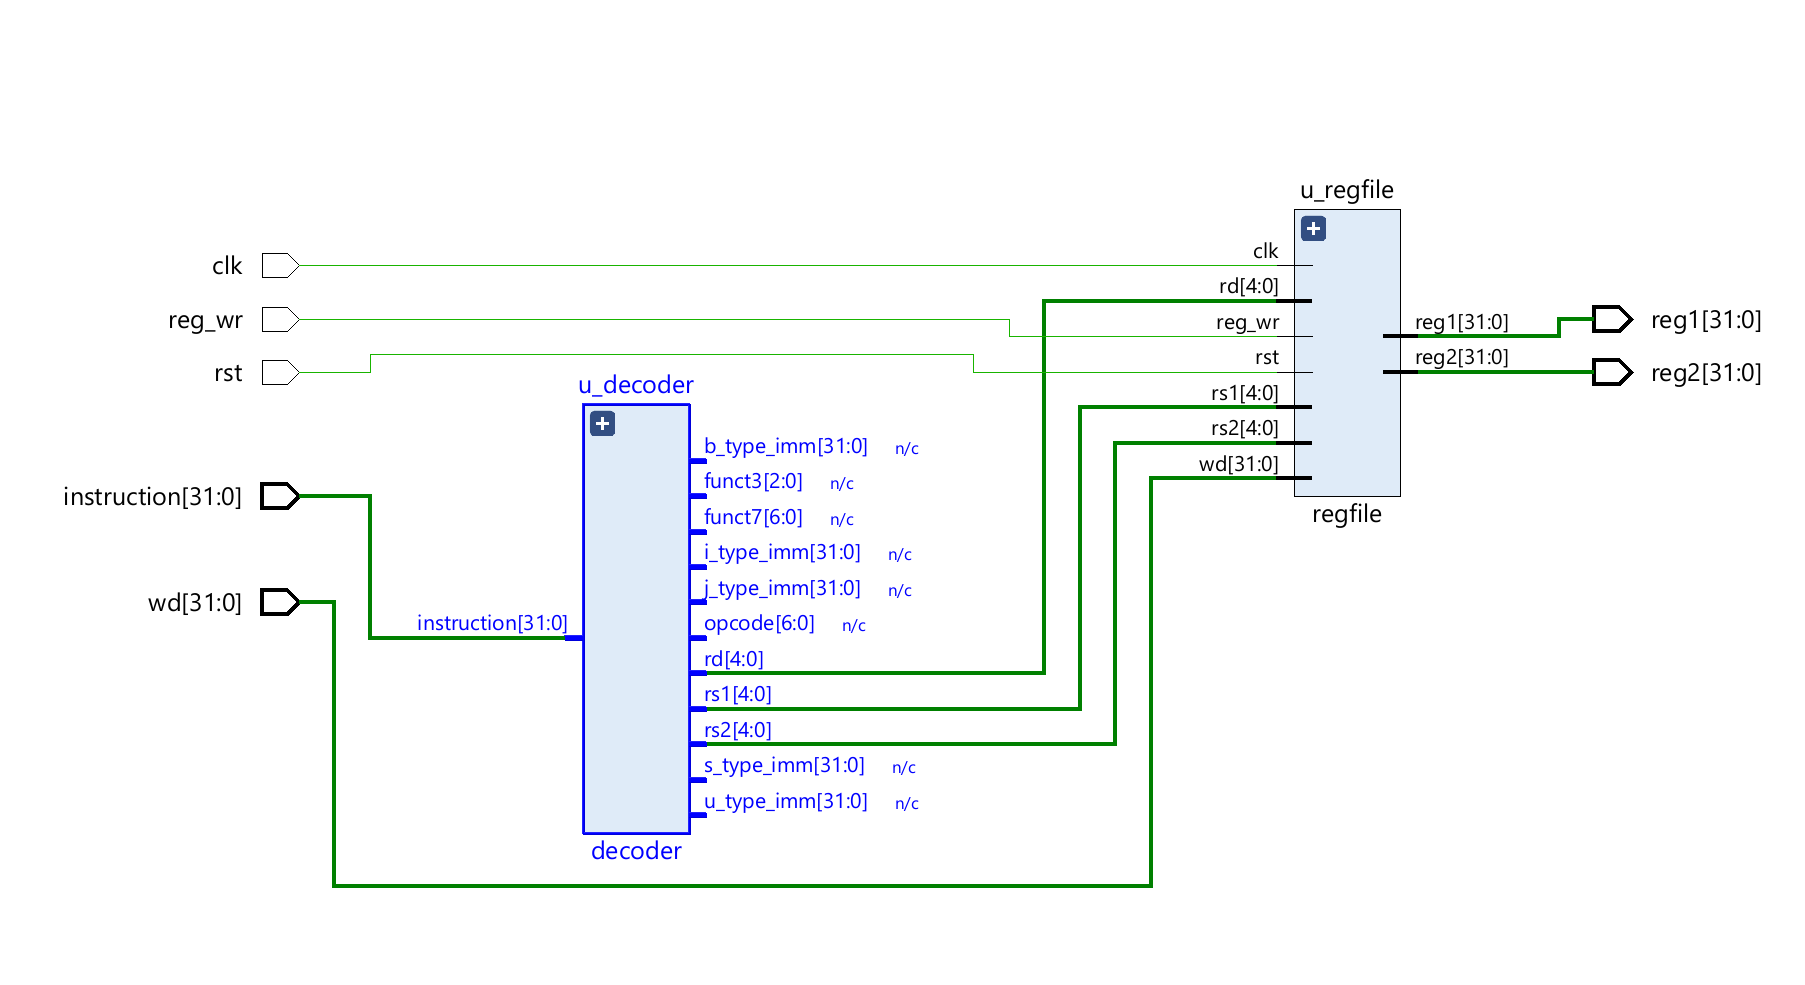 u_regfile
clk
rd[4:0]
reg_wr
rst
rs1[4:0]
rs2[4:0]
wd[31:0]
reg1[31:0]
reg2[31:0]
regfile
reg1[31:0]
reg2[31:0]
clk
reg_wr
rst
instruction[31:0]
wd[31:0]
u_decoder
instruction[31:0]
b_type_imm[31:0] n/c
funct3[2:0] n/c
funct7[6:0] n/c
i_type_imm[31:0] n/c
j_type_imm[31:0] n/c
opcode[6:0] n/c
rd[4:0]
rs1[4:0]
rs2[4:0]
s_type_imm[31:0] n/c
u_type_imm[31:0] n/c
decoder